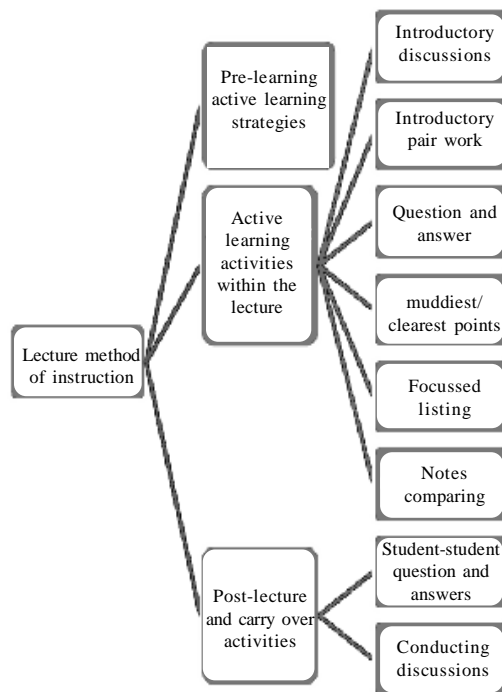 Introductory
discussions
Pre-learning
active learning
strategies
Introductory
pair work
Active
learning
activities
within the
lecture
Question and
answer
muddiest/
clearest points
Lecture method
of instruction
Focussed
listing
Notes
comparing
Post-lecture
and carry over
activities
Student-student
question and
answers
Conducting
discussions